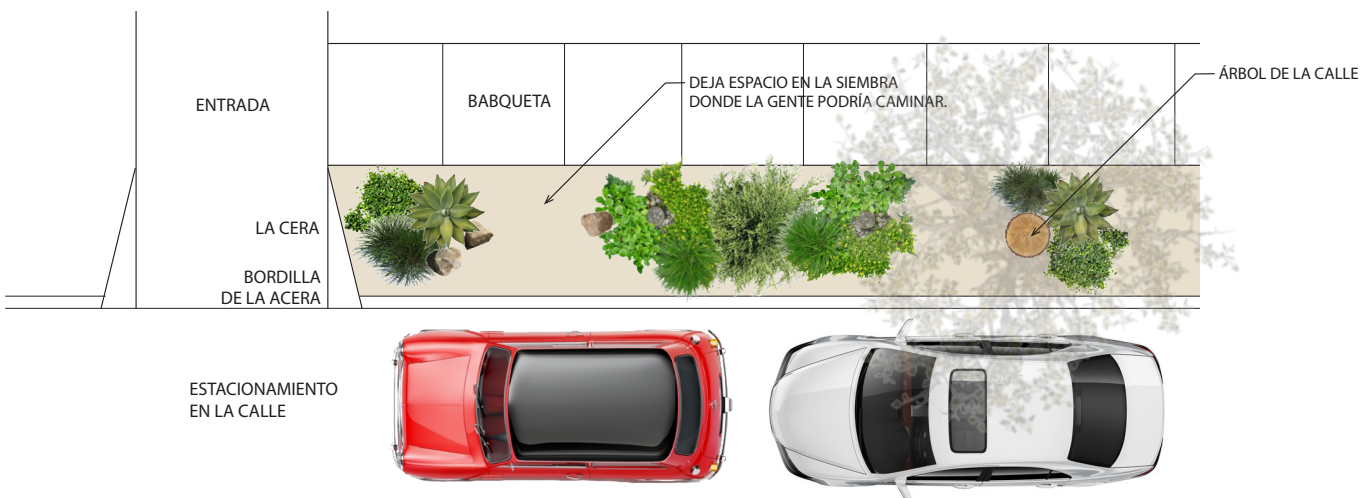 ENTRADA
BABQUETA
DEJA ESPACIO EN LA SIEMBRA
DONDE LA GENTE PODRÍA CAMINAR.
ÁRBOL DE LA CALLE
LA CERA
BORDILLA
DE LA ACERA
ESTACIONAMIENTO
EN LA CALLE